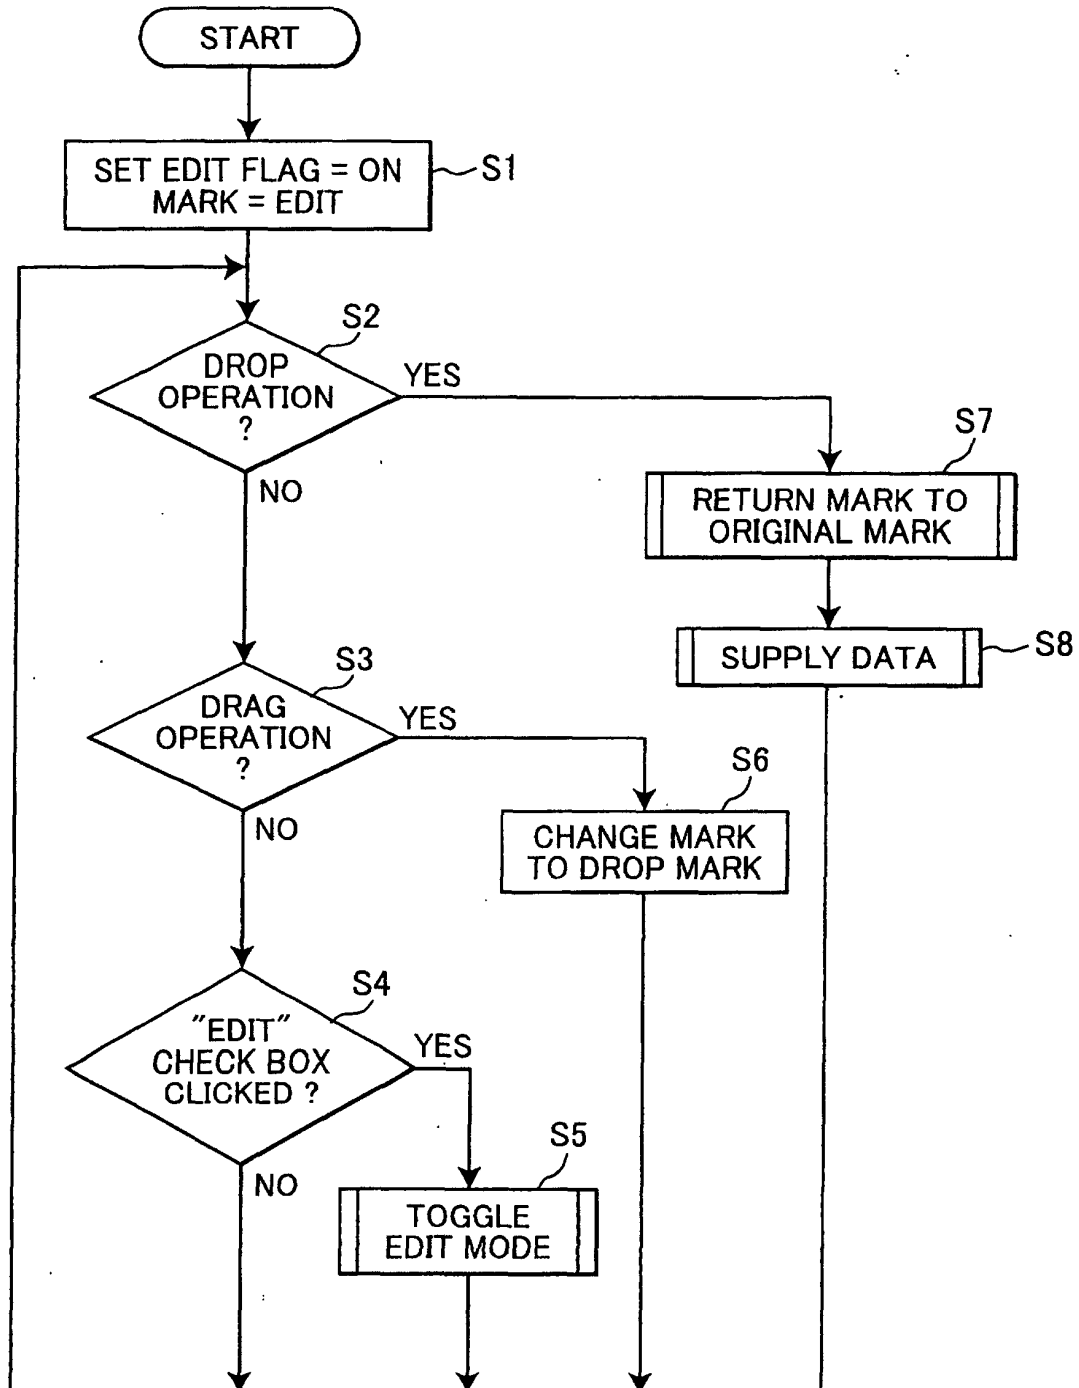 START
SET EDIT FLAG = ON
MARK = EDIT
S1
S2
DROP
OPERATION
?
YES
NO
S7
RETURN MARK TO
ORIGINAL MARK
SUPPLY DATA
S8
S3
DRAG
OPERATION
?
YES
NO
S6
CHANGE MARK
TO DROP MARK
S4
"EDIT"
CHECK BOX
CLICKED ?
YES
NO
S5
TOGGLE
EDIT MODE